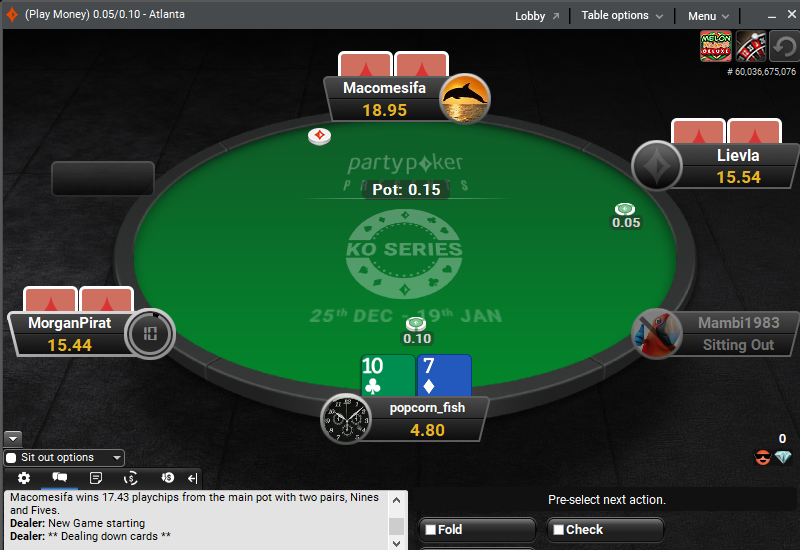 (Play Money) 0.05/0.10 - Atlanta
Lobby
Table options
Menu
MELON
DELUXE
# 60,036,675,076
Macomesifa
18.95
Lievla
15.54
partypoker
Pot: 0.15
0.05
KO SERIES
25th DEC - 19th JAN
MorganPirat
15.44
10
Mambi1983
Sitting Out
0.10
10
7
popcorn_fish
4.80
0
Sit out options
Macomesifa wins 17.43 playchips from the main pot with two pairs, Nines
and Fives.
Dealer: New Game starting
Dealer: ** Dealing down cards **
Pre-select next action.
Fold
Check